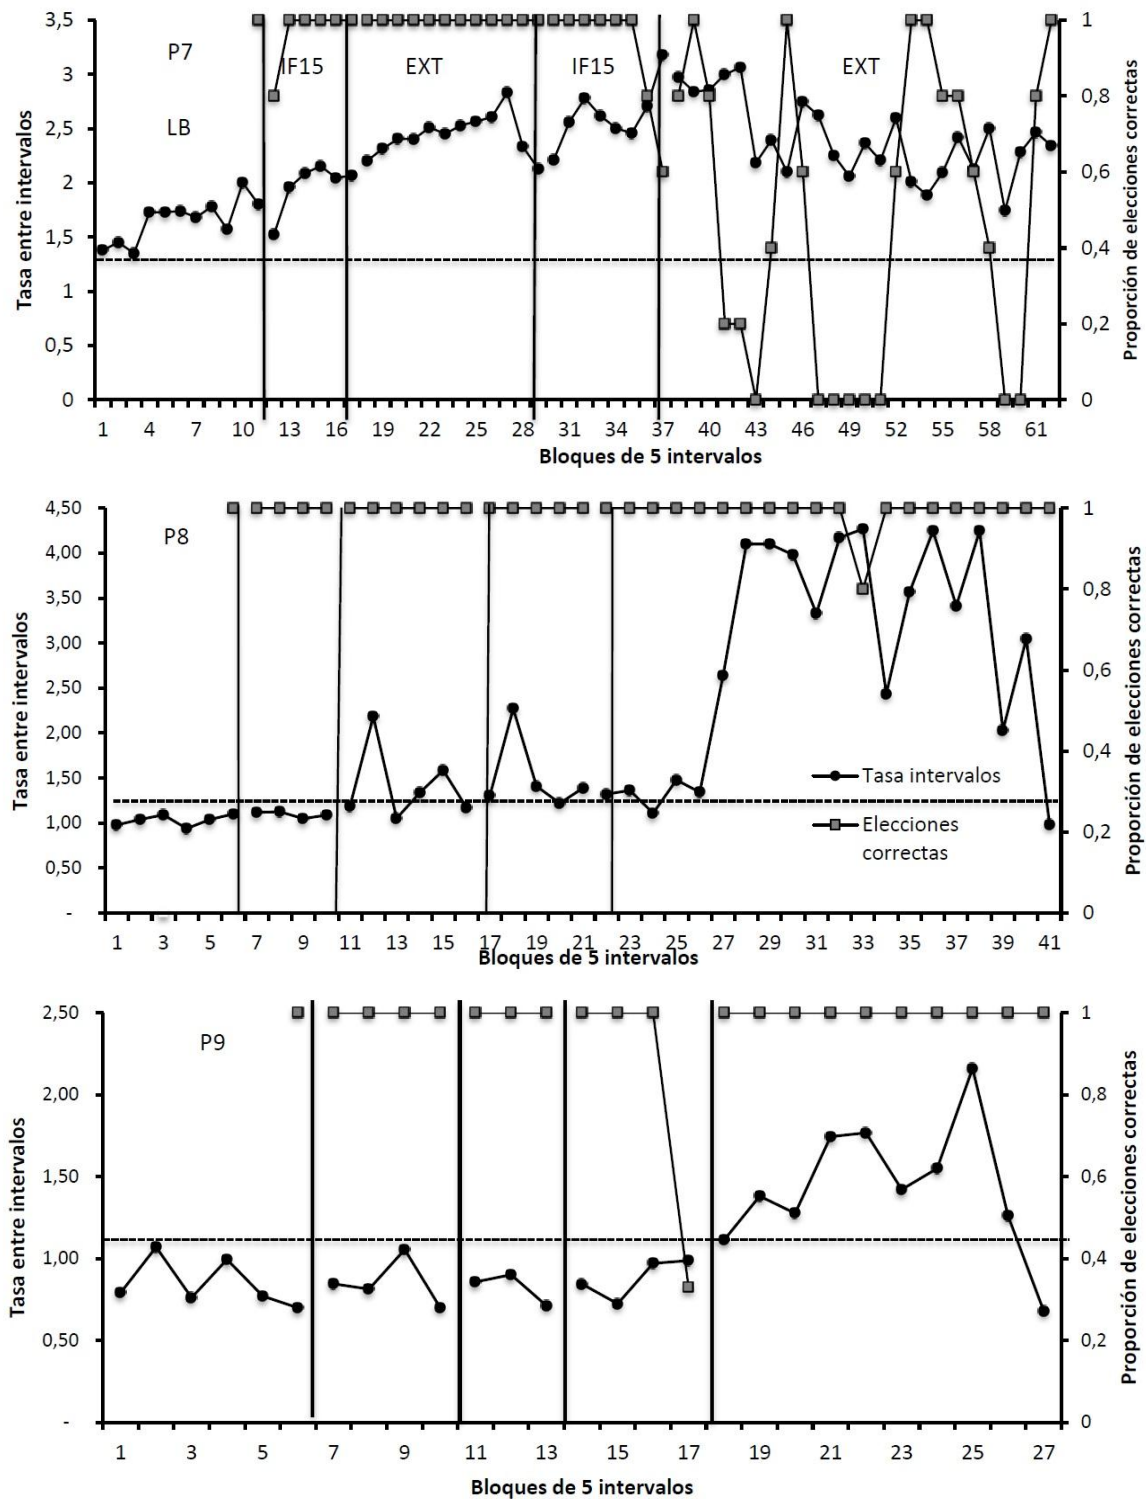 Tasa entre intervalos
3,5
3
2,5
2
1,5
1
0,5
0
P7
LB
IF15
EXT
IF15
EXT
1
0,8
0,6
0,4
0,2
0
Proporción de elecciones correctas
1 4 7 10 13 16 19 22 25 28 31 34 37 40 43 46 49 52 55 58 61
Bloques de 5 intervalos
Tasa entre intervalos
4,50
4,00
3,50
3,00
2,50
2,00
1,50
1,00
0,50
-
P8
Tasa intervalos
Elecciones
correctas
1
0,8
0,6
0,4
0,2
0
Proporción de elecciones correctas
1 3 5 7 9 11 13 15 17 19 21 23 25 27 29 31 33 35 37 39 41
Bloques de 5 intervalos
Tasa entre intervalos
2,50
2,00
1,50
1,00
0,50
-
P9
1
0,8
0,6
0,4
0,2
0
Proporción de elecciones correctas
1 3 5 7 9 11 13 15 17 19 21 23 25 27
Bloques de 5 intervalos